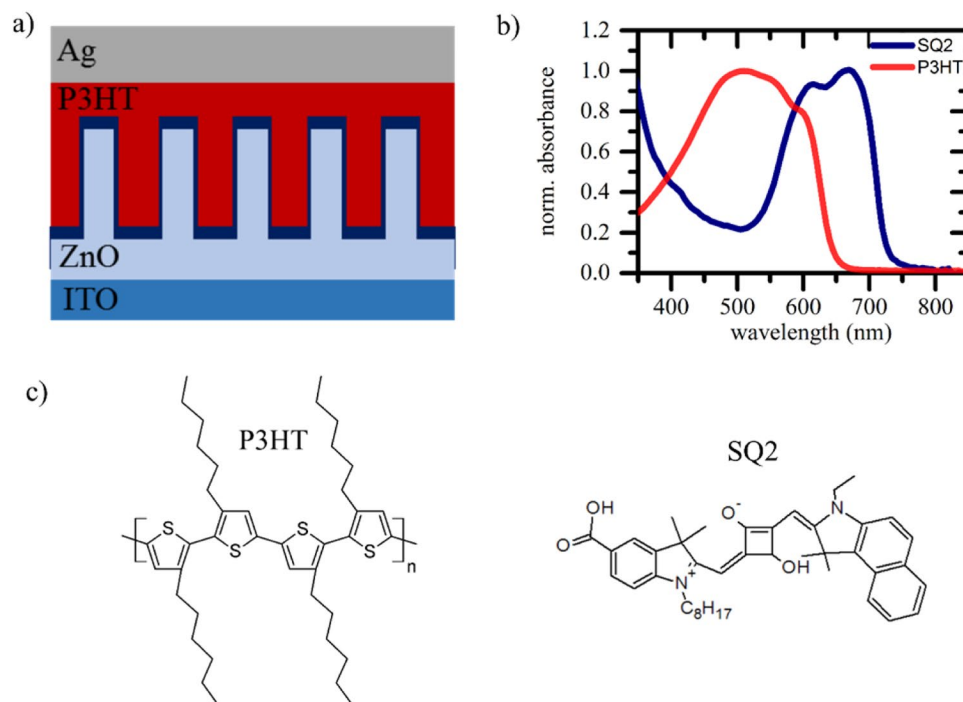 a)
Ag
P3HT
ZnO
ITO
b)
1.2
1.0
0.8
0.6
0.4
0.2
0.0
norm. absorbance
SQ2
P3HT
400 500 600 700 800
wavelength (nm)
c)
P3HT
S
S
S
S
n
SQ2
OH
O
N+
C8H17
O-
OH
N